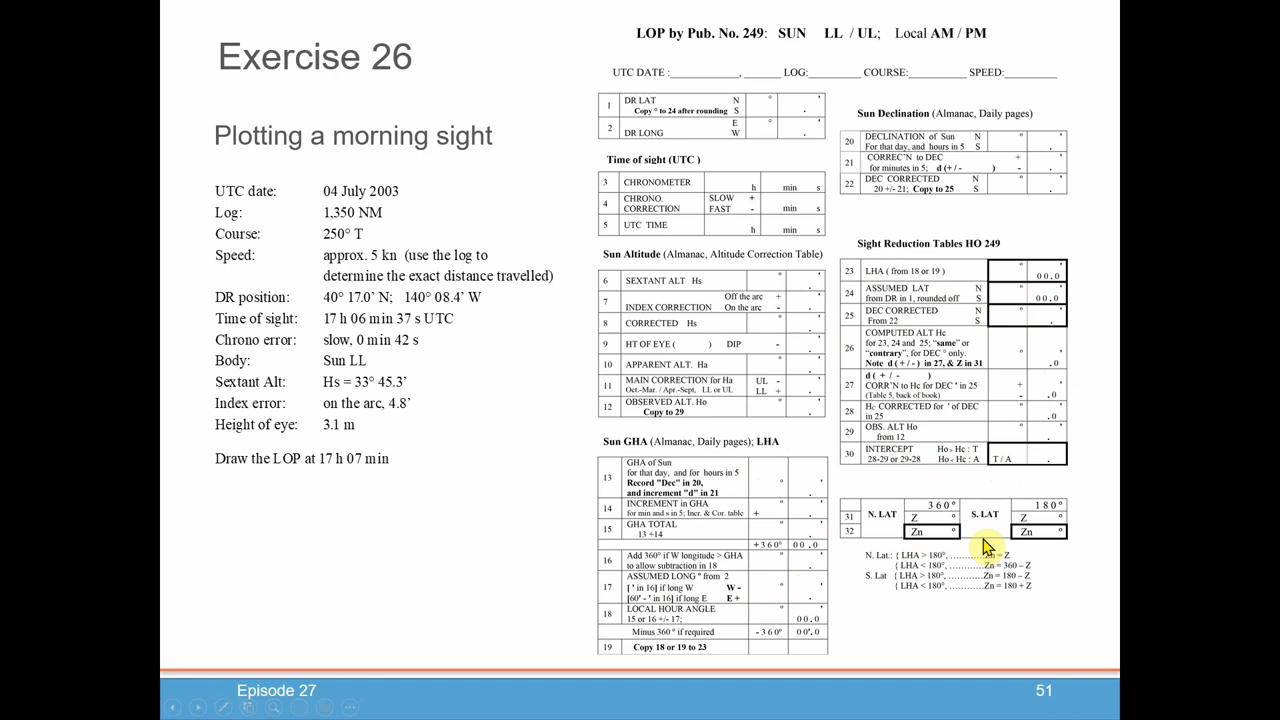 Exercise 26
Plotting a morning sight
UTC date: 04 July 2003
Log: 1,350 NM
Course: 250° T
Speed: approx. 5 kn (use the log to
determine the exact distance travelled)
DR position: 40° 17.0’ N; 140° 08.4’ W
Time of sight: 17 h 06 min 37 s UTC
Chrono error: slow, 0 min 42 s
Body: Sun LL
Sextant Alt: Hs = 33° 45.3’
Index error: on the arc, 4.8’
Height of eye: 3.1 m
Draw the LOP at 17 h 07 min
LOP by Pub. No. 249: SUN LL / UL; Local AM / PM
UTC DATE :____________, ______ LOG:________ COURSE:_________ SPEED:________
1 DR LAT N ° '
Copy ° to 24 after rounding S .
2 E ° '
DR LONG W .
Time of sight (UTC )
3 CHRONOMETER h min s
4 CHRONO. SLOW +
CORRECTION FAST - min s
5 UTC TIME h min s
Sun Altitude (Almanac, Altitude Correction Table)
6 SEXTANT ALT Hs ° ' .
7 Off the arc +
INDEX CORRECTION On the arc - .
8 CORRECTED Hs ° ' .
9 HT OF EYE ( ) DIP - .
10 APPARENT ALT. Ha ° ' .
11 MAIN CORRECTION for Ha UL -
Oct.-Mar. / Apr.-Sept, LL or UL LL + .
12 OBSERVED ALT. Ho ° '
Copy to 29 .
Sun GHA (Almanac, Daily pages); LHA
13 GHA of Sun
for that day, and for hours in 5
Record "Dec" in 20, ° '
and increment "d" in 21 .
14 INCREMENT in GHA ° '
for min and s in 5; Incr. & Cor. table + .
15 GHA TOTAL ° '
13 +14 .
+360° 00.0
16 Add 360° if W longitude > GHA ° '
to allow subtraction in 18 .
17 ASSUMED LONG ° from 2 ° '
[ ' in 16] if long W W -
[60' - ' in 16] if long E E + .
18 LOCAL HOUR ANGLE ° '
15 or 16 +/- 17; 00.0
Minus 360 ° if required -360° 00'.0
19 Copy 18 or 19 to 23
Sun Declination (Almanac, Daily pages)
20 DECLINATION of Sun N ° '
For that day, and hours in 5 S .
21 CORREC’N to DEC +
for minutes in 5; d (+ / - ) - .
22 DEC CORRECTED N ° '
20 +/- 21; Copy to 25 S .
Sight Reduction Tables HO 249
23 LHA ( from 18 or 19 ) ° '
00.0
24 ASSUMED LAT N
from DR in 1, rounded off S 00.0
25 DEC CORRECTED N ° '
From 22 S .
26 COMPUTED ALT Hc
for 23, 24 and 25; “same” or
“contrary”, for DEC ° only. ° '
Note d ( + / - ) in 27, & Z in 31 .0
27 d ( + / - )
CORR’N to Hc for DEC ' in 25 +
(Table 5, back of book) - .0
28 Hc CORRECTED for ' of DEC ° '
in 25 .0
29 OBS. ALT Ho ° '
from 12 .
30 INTERCEPT Ho > Hc : T
28-29 or 29-28 Ho < Hc : A T / A .
360° 180°
31 N. LAT Z ° S. LAT Z °
32 Zn ° Zn °
N. Lat.: { LHA > 180°, …………Zn = Z
{ LHA < 180°, …………Zn = 360 – Z
S. Lat { LHA > 180°, …………Zn = 180 – Z
{ LHA < 180°, …………Zn = 180 + Z
Episode 27
51